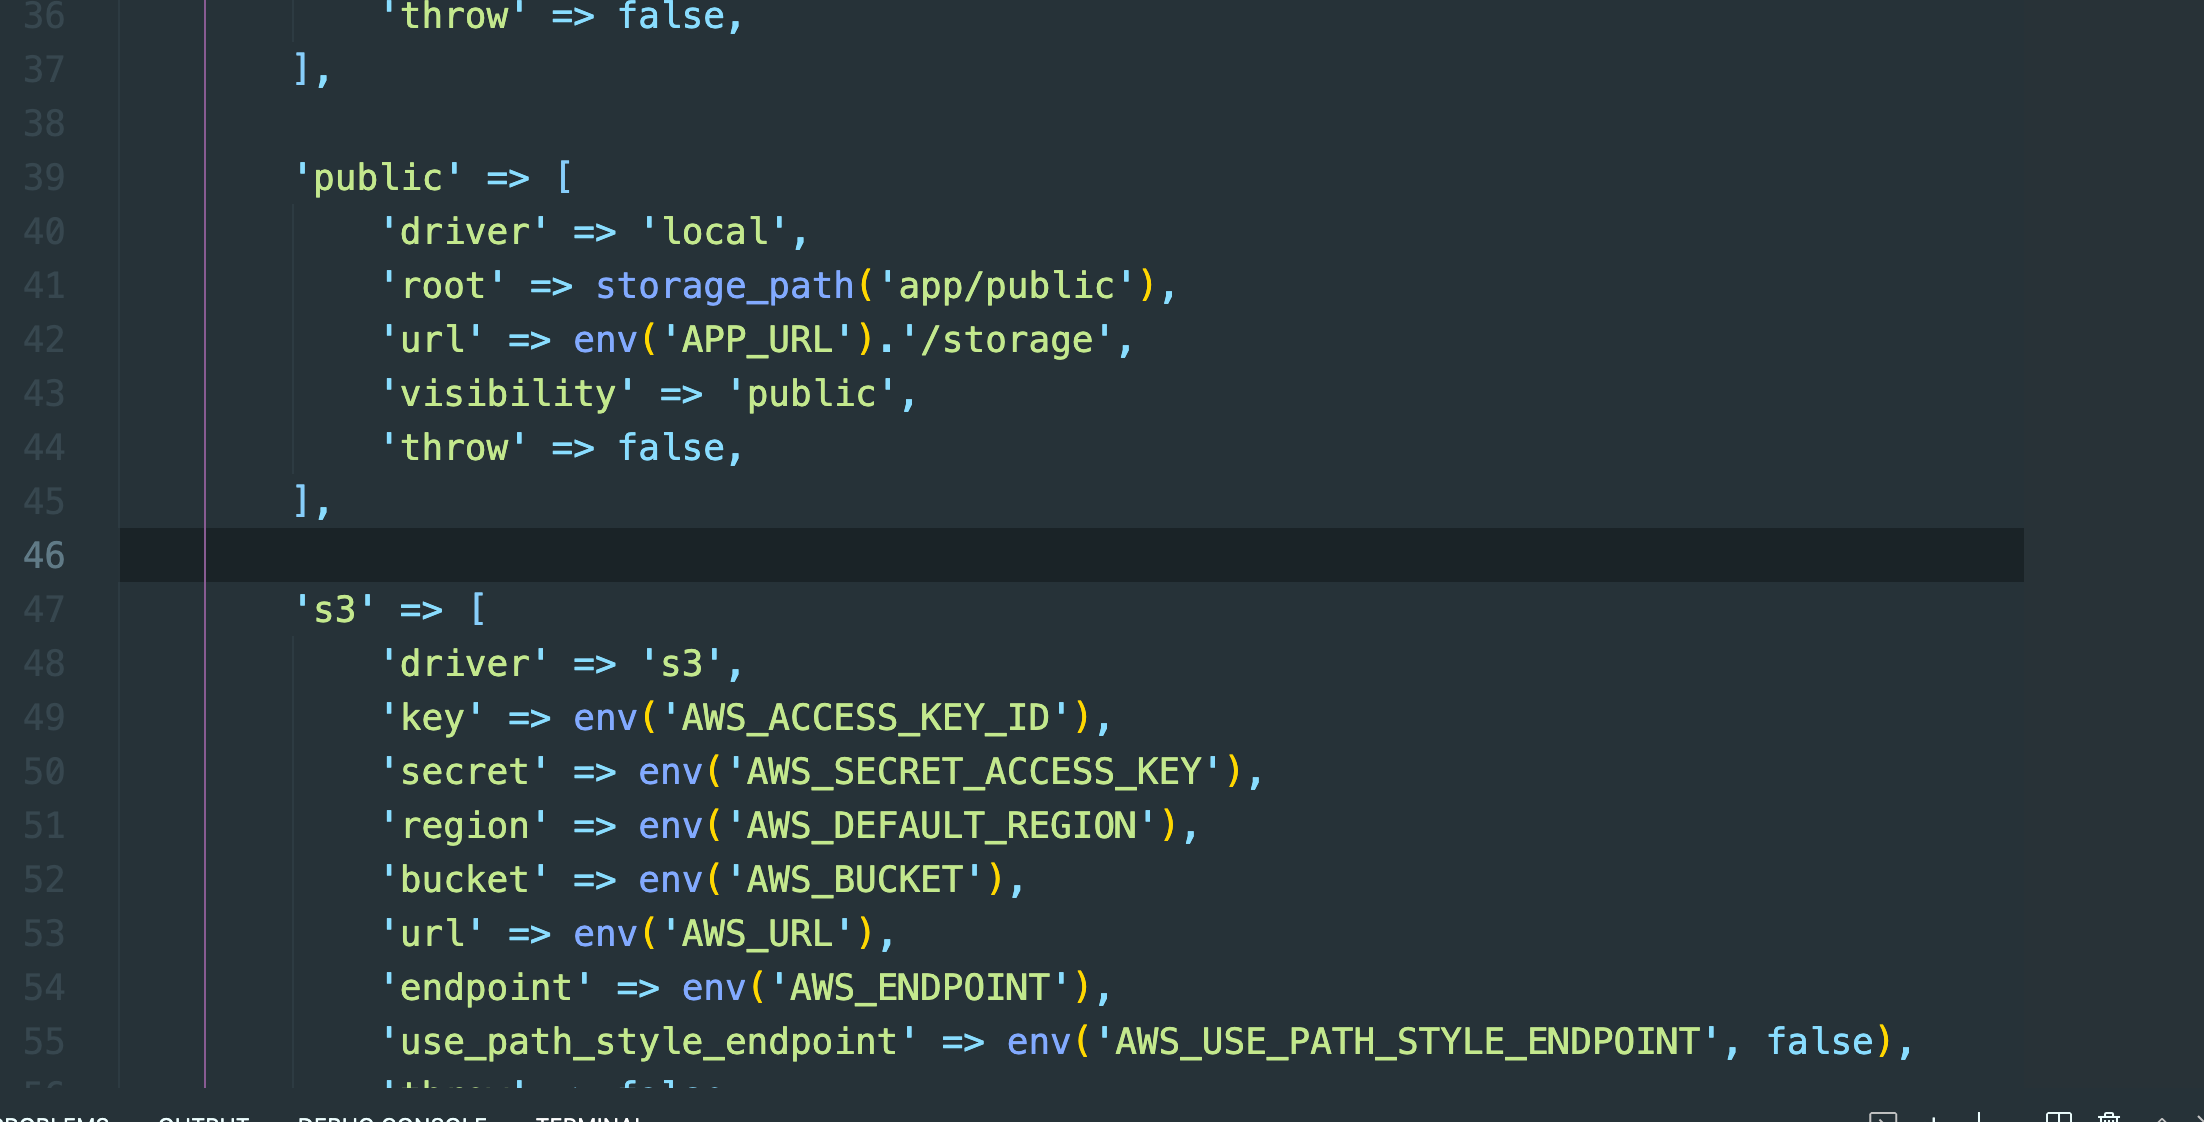 36 'throw' => false,
37 ],
38
39 'public' => [
40 'driver' => 'local',
41 'root' => storage_path('app/public'),
42 'url' => env('APP_URL').'/storage',
43 'visibility' => 'public',
44 'throw' => false,
45 ],
46
47 's3' => [
48 'driver' => 's3',
49 'key' => env('AWS_ACCESS_KEY_ID'),
50 'secret' => env('AWS_SECRET_ACCESS_KEY'),
51 'region' => env('AWS_DEFAULT_REGION'),
52 'bucket' => env('AWS_BUCKET'),
53 'url' => env('AWS_URL'),
54 'endpoint' => env('AWS_ENDPOINT'),
55 'use_path_style_endpoint' => env('AWS_USE_PATH_STYLE_ENDPOINT', false),
PROBLEMS OUTPUT DEBUG CONSOLE TERMINAL